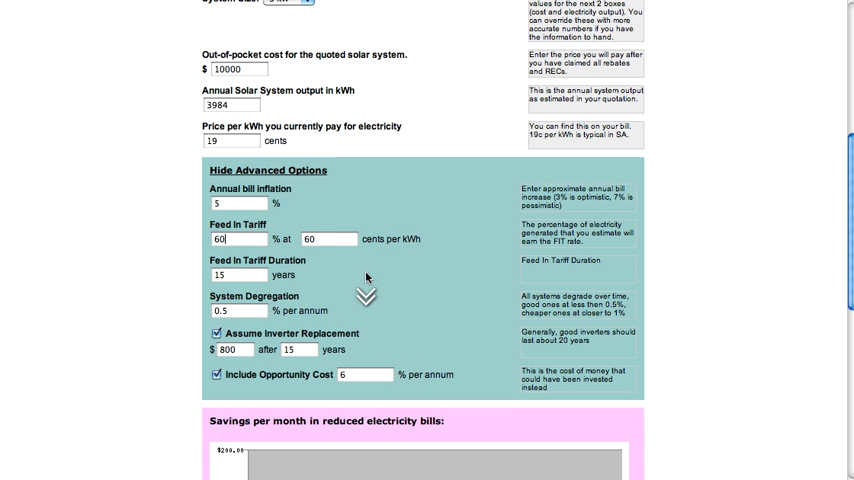 System Size:
values for the next 2 boxes
(cost and electricity output). You
can override these with more
accurate numbers if you have
the information to hand.
Out-of-pocket cost for the quoted solar system.
$ 10000
Enter the price you will pay after
you have claimed all rebates
and RECs.
Annual Solar System output in kWh
3984
This is the annual system output
as estimated in your quotation.
Price per kWh you currently pay for electricity
19 cents
You can find this on your bill.
19c per kWh is typical in SA.
Hide Advanced Options
Annual bill inflation
5 %
Enter approximate annual bill
increase (3% is optimistic, 7% is
pessimistic)
Feed In Tariff
60 % at 60 cents per kWh
The percentage of electricity
generated that you estimate will
earn the FIT rate.
Feed In Tariff Duration
15 years
Feed In Tariff Duration
System Degregation
0.5 % per annum
All systems degrade over time,
good ones at less then 0.5%,
cheaper ones at closer to 1%
Assume Inverter Replacement
$ 800 after 15 years
Generally, good inverters should
last about 20 years
Include Opportunity Cost 6 % per annum
This is the cost of money that
could have been invested
instead
Savings per month in reduced electricity bills:
$200.00